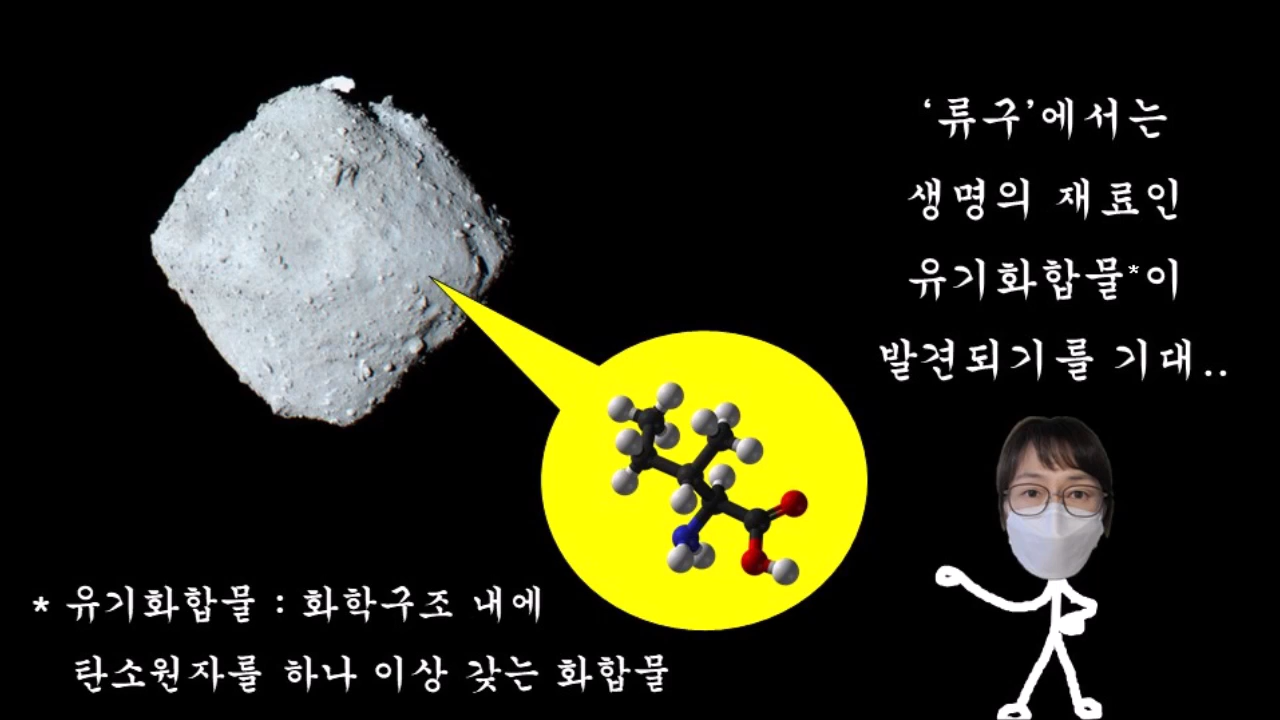 ‘류구’에서는
생명의 재료인
유기화합물*이
발견되기를 기대..
* 유기화합물 : 화학구조 내에
탄소원자를 하나 이상 갖는 화합물